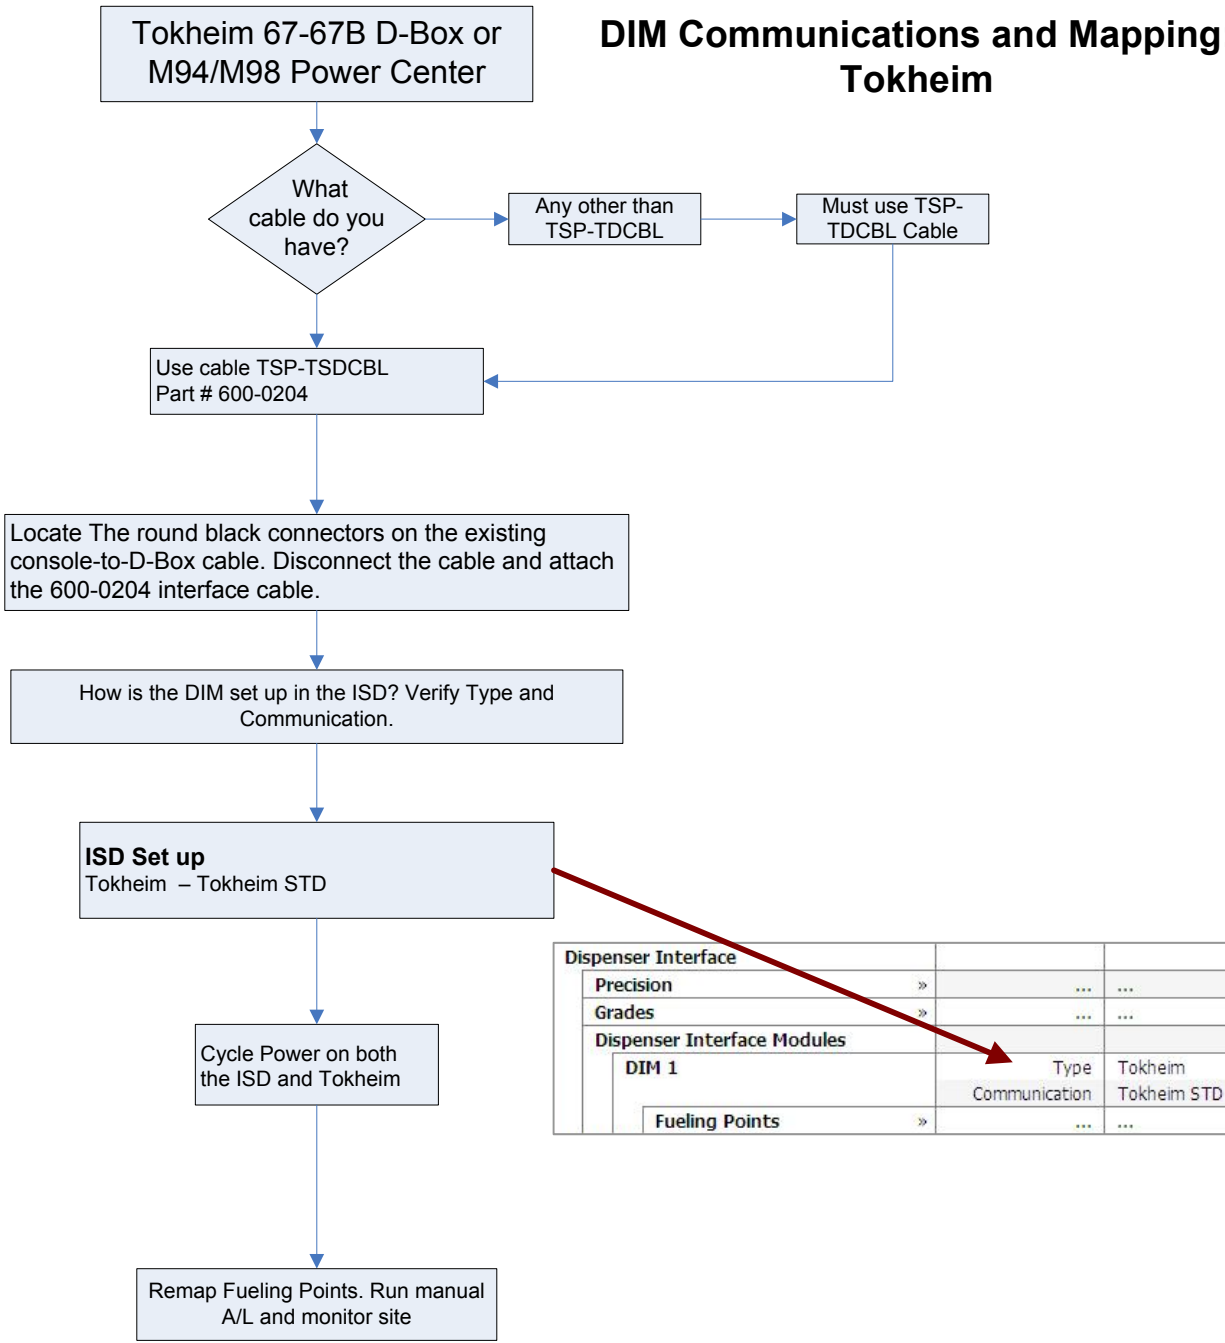 DIM Communications and Mapping
Tokheim
Tokheim 67-67B D-Box or
M94/M98 Power Center
What
cable do you
have?
Any other than
TSP-TDCBL
Must use TSP-
TDCBL Cable
Use cable TSP-TSDCBL
Part # 600-0204
Locate The round black connectors on the existing
console-to-D-Box cable. Disconnect the cable and attach
the 600-0204 interface cable.
How is the DIM set up in the ISD? Verify Type and
Communication.
ISD Set up
Tokheim – Tokheim STD
Dispenser Interface
Precision » ... ...
Grades » ... ...
Dispenser Interface Modules
DIM 1 Type Tokheim
Communication Tokheim STD
Fueling Points » ... ...
Cycle Power on both
the ISD and Tokheim
Remap Fueling Points. Run manual
A/L and monitor site